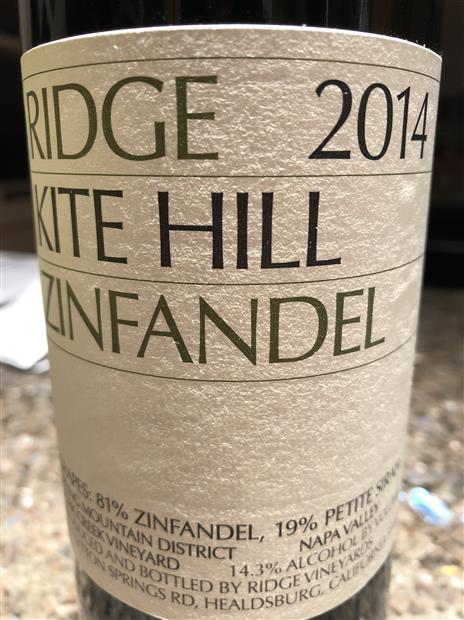 RIDGE 2014
KITE HILL
ZINFANDEL
GRAPES: 81% ZINFANDEL, 19% PETITE SIRAH
MOUNTAIN DISTRICT NAPA VALLEY
CREEK VINEYARD 14.3% ALCOHOL BY
AND BOTTLED BY RIDGE VINEYARDS
SPRINGS RD, HEALDSBURG, CALIFORNIA